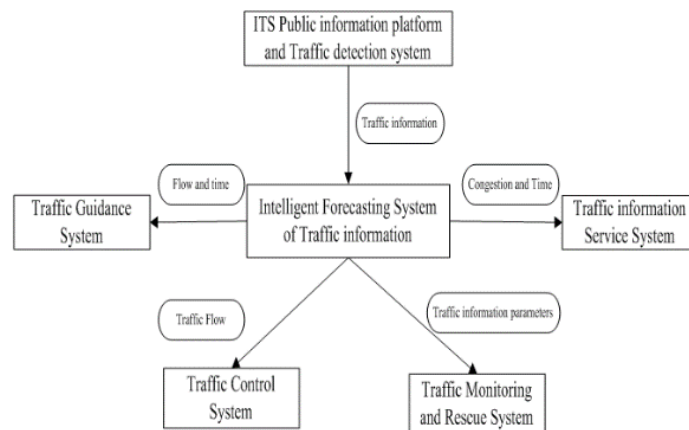 ITS Public information platform
and Traffic detection system
Traffic information
Flow and time
Congestion and Time
Traffic Guidance
System
Intelligent Forecasting System
of Traffic information
Traffic information
Service System
Traffic Flow
Traffic information parameters
Traffic Control
System
Traffic Monitoring
and Rescue System